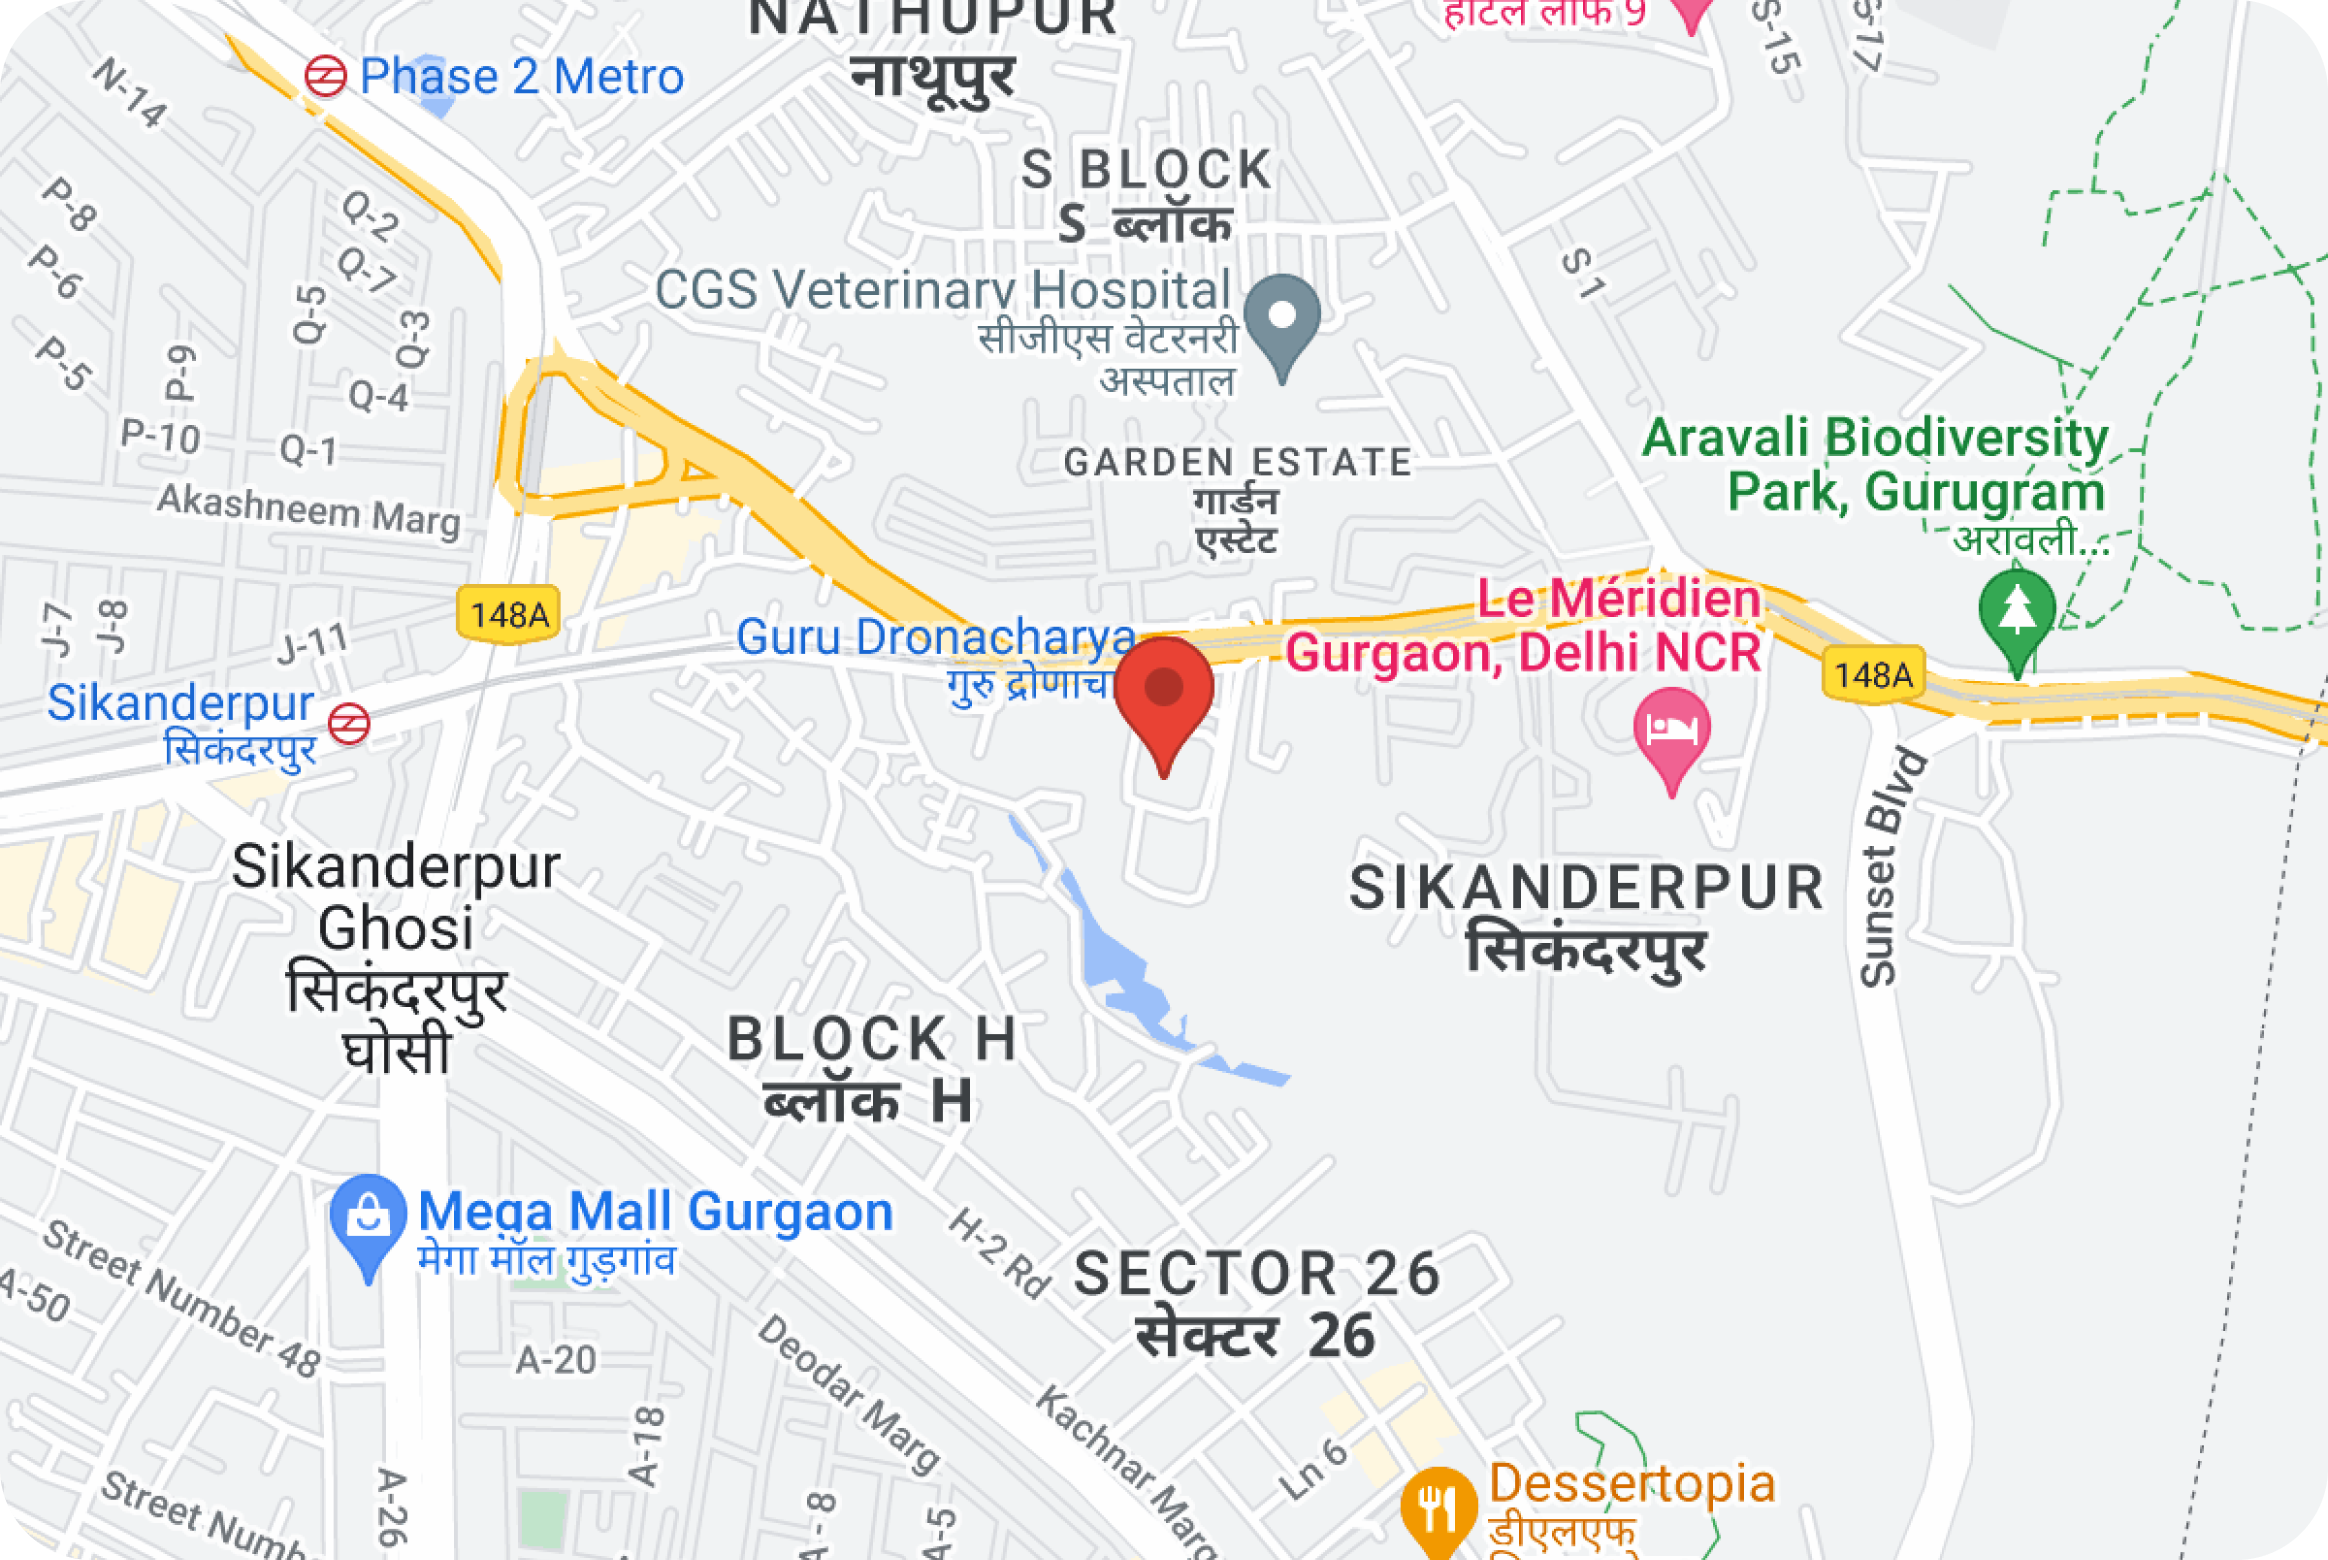 NATHUPUR
नाथूपुर
होटल लीफ 9
S-15
S-17
Phase 2 Metro
N-14
S BLOCK
S ब्लॉक
P-8
Q-2
P-6
Q-7
Q-5
Q-3
S 1
CGS Veterinary Hospital
सीजीएस वेटरनरी
अस्पताल
P-5
P-9
Q-4
P-10
Q-1
GARDEN ESTATE
गार्डन
एस्टेट
Aravali Biodiversity
Park, Gurugram
अरावली...
Akashneem Marg
148A
J-7
J-8
J-11
Guru Dronacharya
गुरु द्रोणाचा
Le Méridien
Gurgaon, Delhi NCR
148A
Sikanderpur
सिकंदरपुर
Sunset Blvd
Sikanderpur
Ghosi
सिकंदरपुर
घोसी
SIKANDERPUR
सिकंदरपुर
BLOCK H
ब्लॉक H
Mega Mall Gurgaon
मेगा मॉल गुड़गांव
Street Number 48
A-50
H-2 Rd
SECTOR 26
सेक्टर 26
A-20
Deodar Marg
Kachnar Marg
A-18
Ln 6
Street Numb
A-26
A-8
A-5
Dessertopia
डीएलएफ